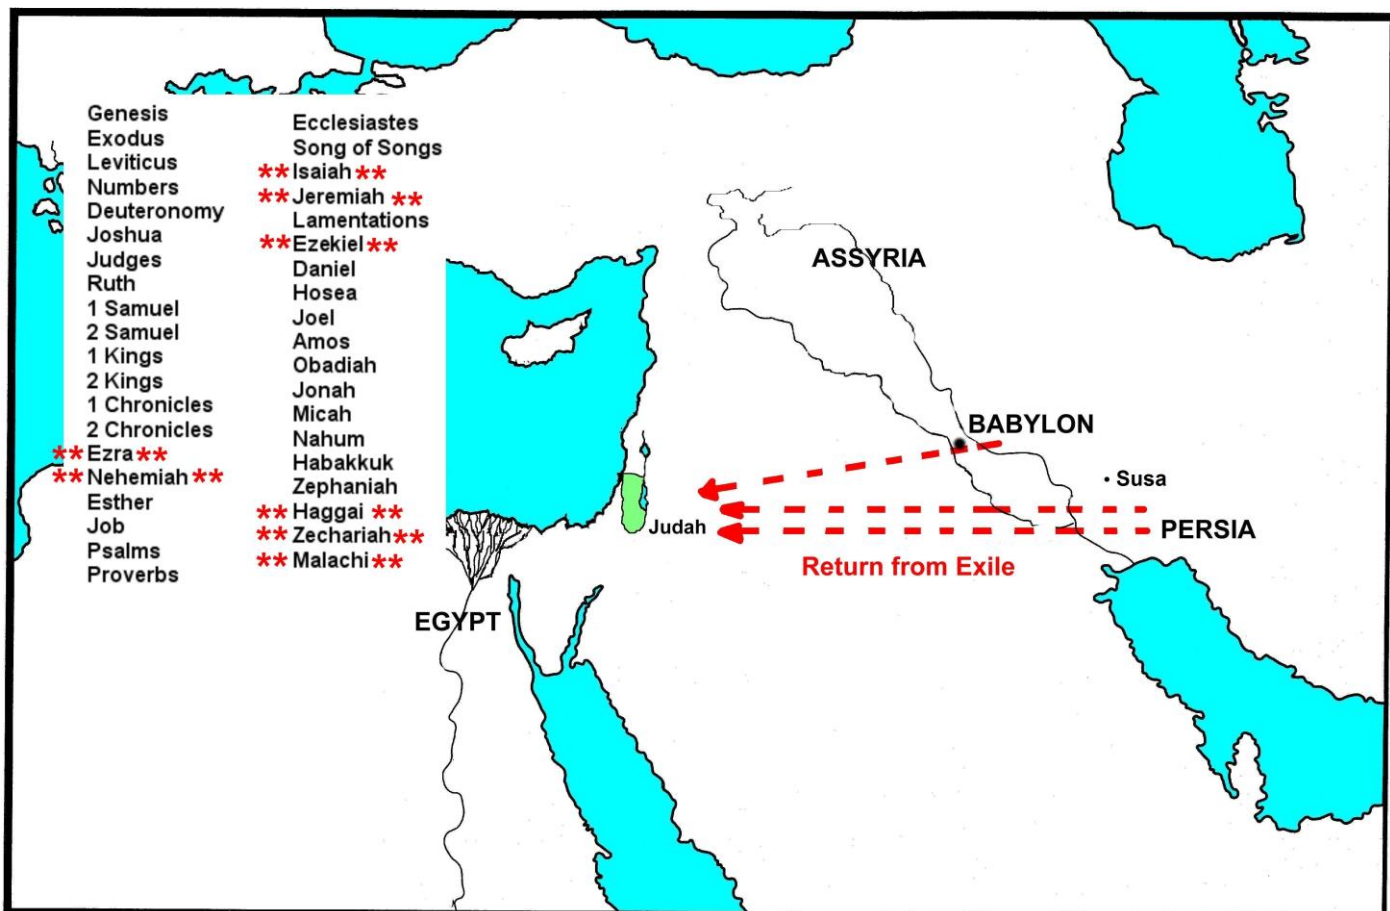 Genesis
Exodus
Leviticus
Numbers
Deuteronomy
Joshua
Judges
Ruth
1 Samuel
2 Samuel
1 Kings
2 Kings
1 Chronicles
2 Chronicles
**Ezra**
**Nehemiah**
Esther
Job
Psalms
Proverbs
Ecclesiastes
Song of Songs
**Isaiah**
**Jeremiah**
Lamentations
**Ezekiel**
Daniel
Hosea
Joel
Amos
Obadiah
Jonah
Micah
Nahum
Habakkuk
Zephaniah
**Haggai**
**Zechariah**
**Malachi**
ASSYRIA
BABYLON
Susa
Judah
PERSIA
Return from Exile
EGYPT